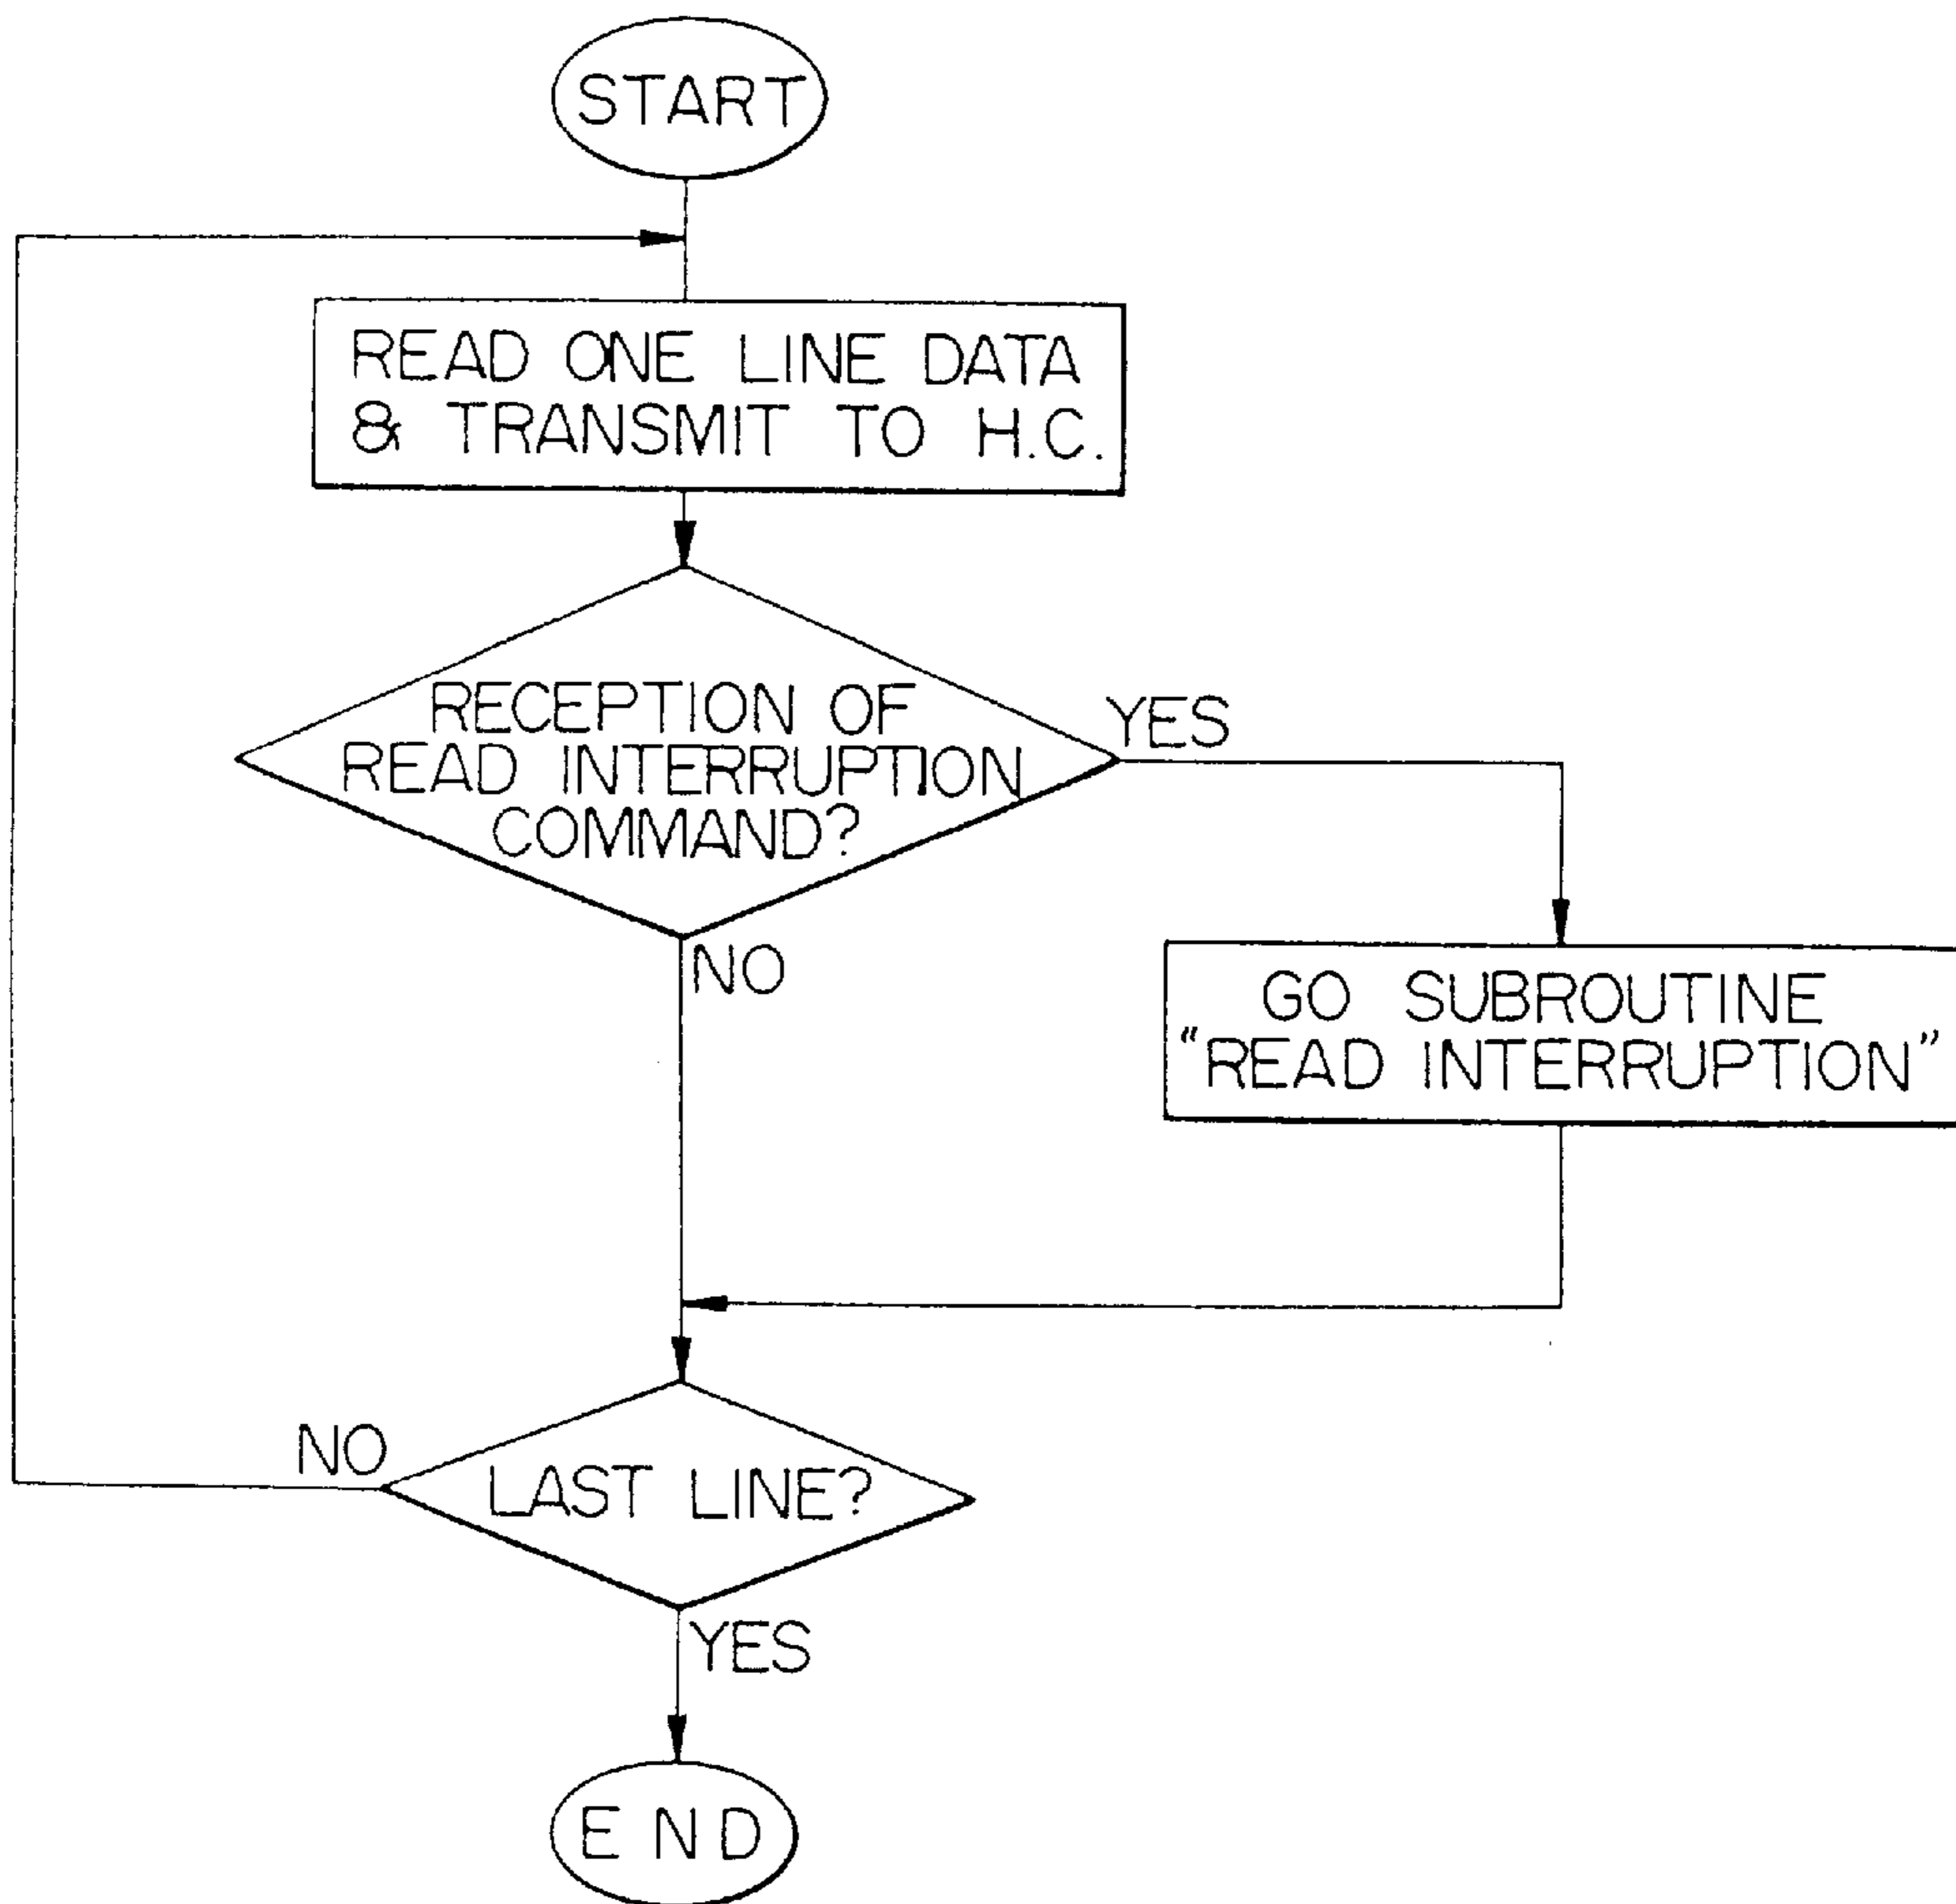 START
READ ONE LINE DATA
& TRANSMIT TO H.C.
RECEPTION OF
READ INTERRUPTION
COMMAND?
YES
NO
GO SUBROUTINE
“READ INTERRUPTION”
NO
LAST LINE?
YES
END